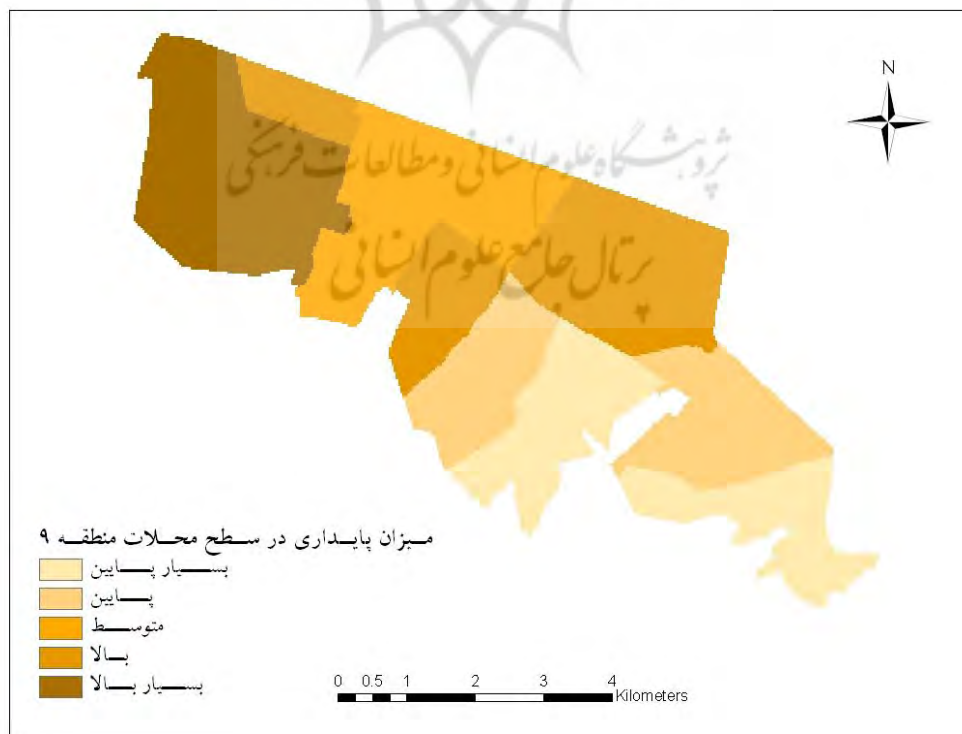 N
پژوهشگاه علوم انسانی و مطالعات فرهنگی
پرتال جامع علوم انسانی
میزان پایداری در سطح محلات منطقه ۹
بسیار پایین
پایین
متوسط
بالا
بسیار بالا
0 0.5 1 2 3 4
Kilometers